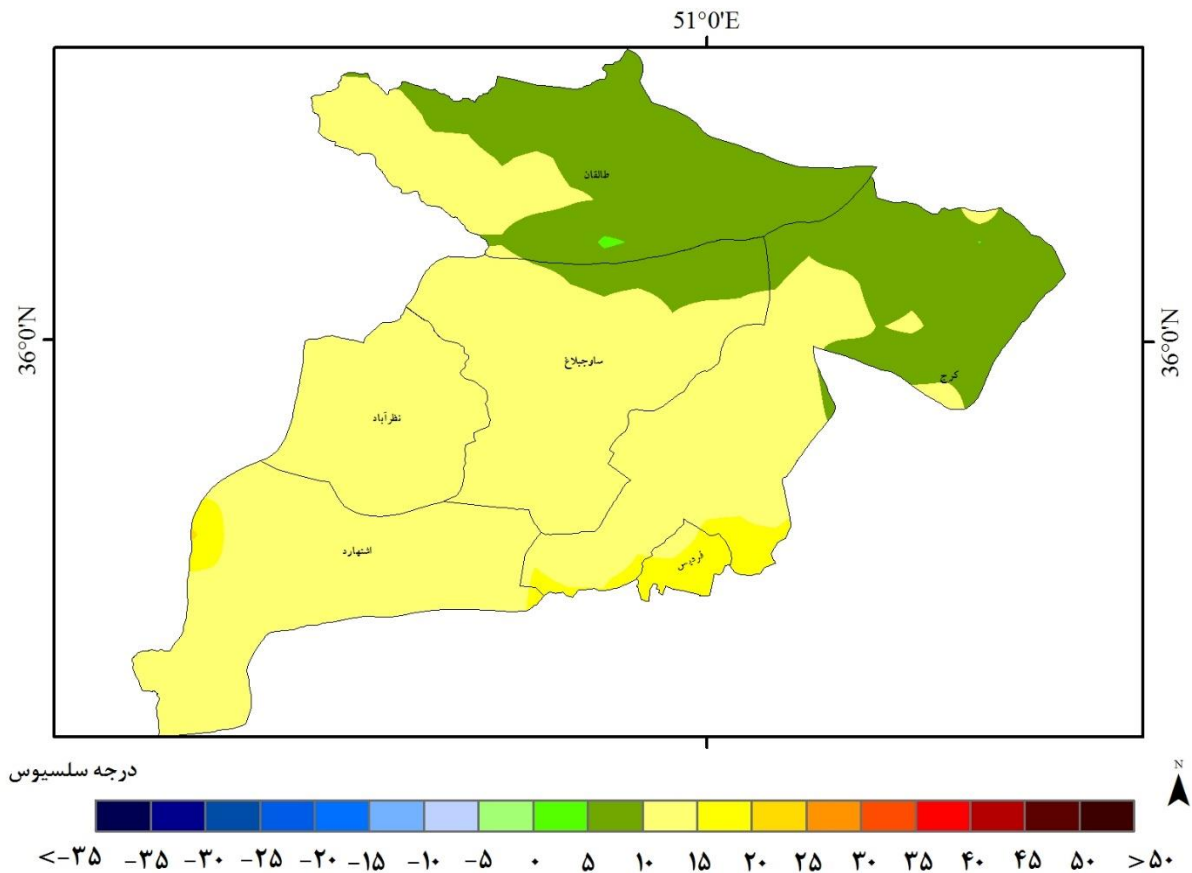 51°0'E
36°0'N
36°0'N
طالقان
ساوجبلاغ
کرج
نظرآباد
اشتهارد
فردیس
درجه سلسیوس
N
<-۳۵ -۳۵ -۳۰ -۲۵ -۲۰ -۱۵ -۱۰ -۵ ۰ ۵ ۱۰ ۱۵ ۲۰ ۲۵ ۳۰ ۳۵ ۴۰ ۴۵ ۵۰ >۵۰